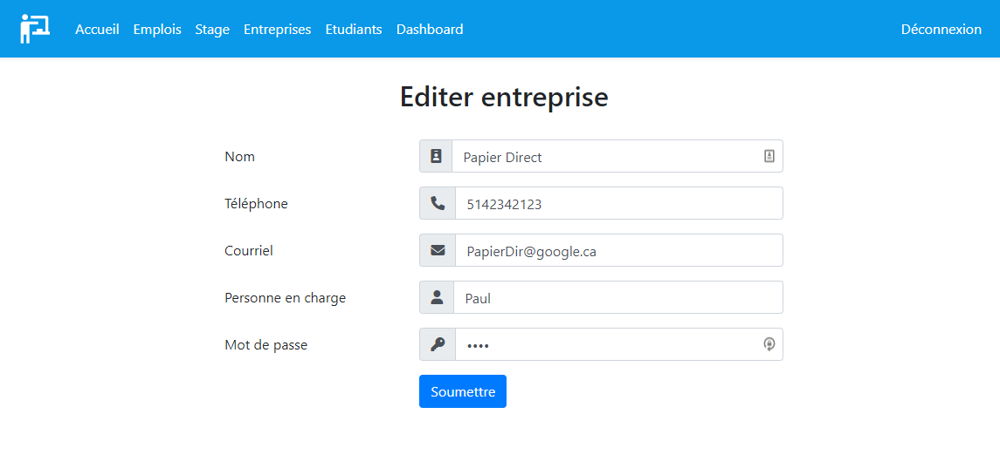 Accueil Emplois Stage Entreprises Etudiants Dashboard Déconnexion
Editer entreprise
Nom Papier Direct
Téléphone 5142342123
Courriel PapierDir@google.ca
Personne en charge Paul
Mot de passe ••••
Soumettre